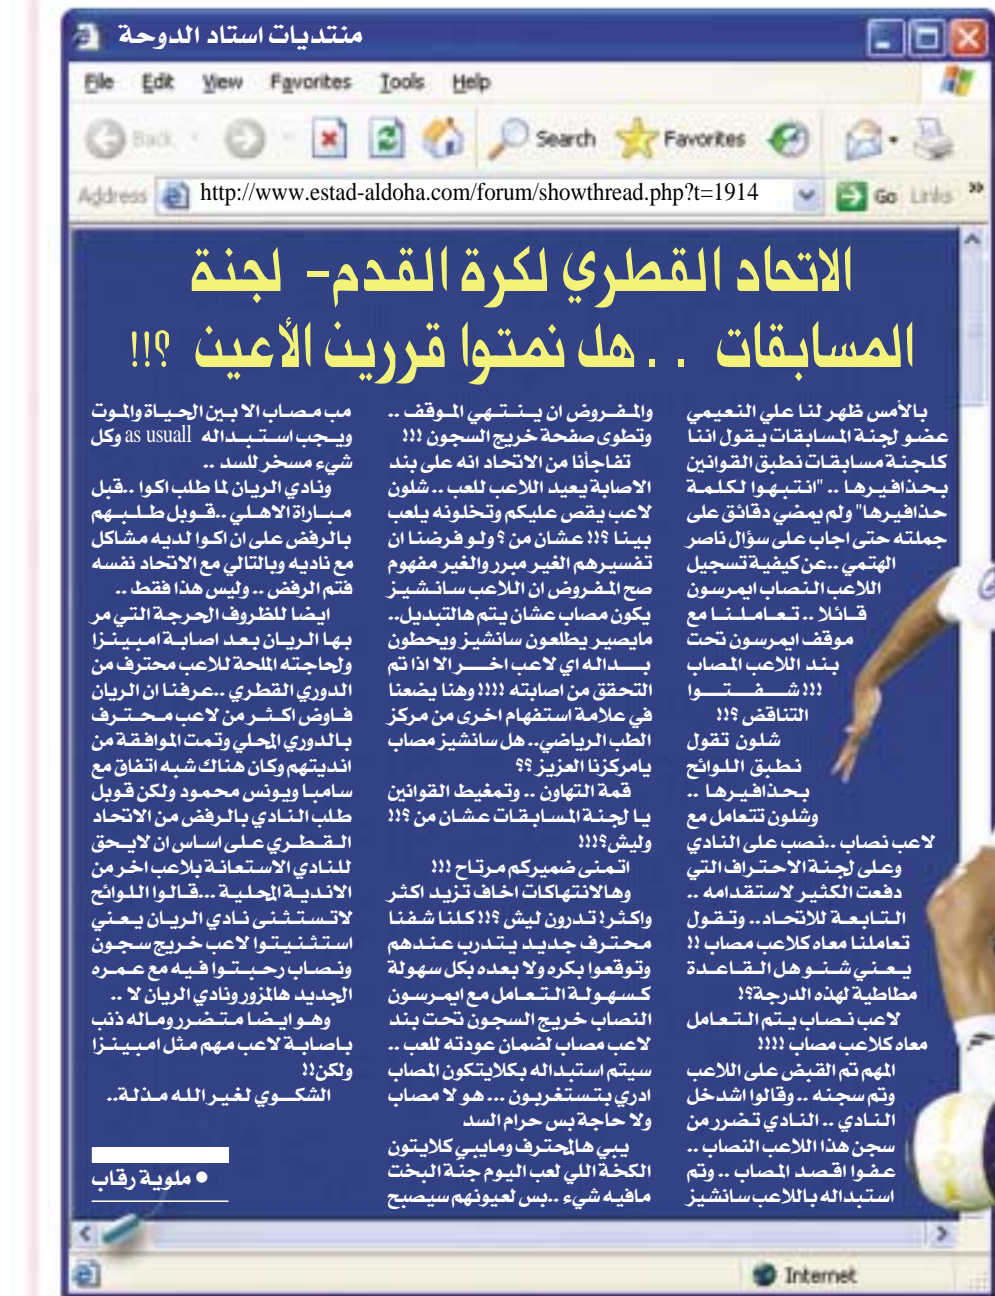 منتديات استاد الدوحة
File Edit View Favorites Tools Help
Back Search Favorites
Address http://www.estad-aldoha.com/forum/showthread.php?t=1914 Go Links »
الاتحاد القطري لكرة القدم- لجنة
المسابقات . . هل نمتوا قررين الأعين ؟!!
بالأمس ظهر لنا علي النعيمي
عضو لجنة المسابقات يقول اننا
كلجنة مسابقات نطبق القوانين
بحذافيرها .. "انتبهوا لكلمة
حذافيرها" ولم يمضي دقائق على
جملته حتى اجاب على سؤال ناصر
الهتمي ..عن كيفية تسجيل
اللاعب النصاب ايمرسون
قائلا .. تعاملنا مع
موقف ايمرسون تحت
بند اللاعب المصاب
!!! شفتوا
التناقض ؟!!
شلون تقول
نطبق اللوائح
بحذافيرها ..
وشلون تتعامل مع
لاعب نصاب ..نصب على النادي
وعلى لجنة الاحتراف التي
دفعت الكثير لاستقدامه ..
التابعة للاتحاد.. وتقول
تعاملنا معاه كلاعب مصاب !!
يعني شنو هل القاعدة
مطاطية لهذه الدرجة؟!
لاعب نصاب يتم التعامل
معاه كلاعب مصاب !!!!
المهم تم القبض على اللاعب
وتم سجنه .. وقالوا اشدخل
النادي .. النادي تضرر من
سجن هذا اللاعب النصاب ..
عفوا اقصد المصاب .. وتم
استبداله باللاعب سانشيز
والمفروض ان ينتهي الموقف ..
وتطوى صفحة خريج السجون !!!
تفاجأنا من الاتحاد انه على بند
الاصابة يعيد اللاعب للعب .. شلون
لاعب يقص عليكم وتخلونه يلعب
بينا ؟!! عشان من ؟ ولو فرضنا ان
تفسيرهم الغير مبرر والغير مفهوم
صح المفروض ان اللاعب سانشيز
يكون مصاب عشان يتم هالتبديل..
مايصير يطلعون سانشيز ويحطون
بداله اي لاعب اخر الا اذا تم
التحقق من اصابته !!!! وهنا يضعنا
في علامة استفهام اخرى من مركز
الطب الرياضي.. هل سانشيز مصاب
يامركزنا العزيز ؟؟
قمة التهاون .. وتمغيط القوانين
يا لجنة المسابقات عشان من ؟!!
وليش؟!!!
اتمنى ضميركم مرتاح !!!
وهالانتهاكات اخاف تزيد اكثر
واكثر! تدرون ليش ؟!! كلنا شفنا
محترف جديد يتدرب عندهم
وتوقعوا بكره ولا بعده بكل سهولة
كسهولة التعامل مع ايمرسون
النصاب خريج السجون تحت بند
لاعب مصاب لضمان عودته للعب ..
سيتم استبداله بكلايتكون المصاب
ادري بتستغربون ... هو لا مصاب
ولا حاجة بس حرام السد
يبي هالمحترف ومايبي كلايتون
الكخة اللي لعب اليوم جنة البخت
مافيه شيء ..بس لعيونهم سيصبح
مب مصاب الا بين الحياة والموت
ويجب استبداله as usuall وكل
شيء مسخر للسد ..
ونادي الريان لما طلب اكوا ..قبل
مباراة الاهلي ..قوبل طلبهم
بالرفض على ان اكوا لديه مشاكل
مع ناديه وبالتالي مع الاتحاد نفسه
فتم الرفض .. وليس هذا فقط ..
ايضا للظروف الحرجة التي مر
بها الريان بعد اصابة امبينزا
ولحاجته الملحة للاعب محترف من
الدوري القطري ..عرفنا ان الريان
فاوض اكثر من لاعب محترف
بالدوري المحلي وتمت الموافقة من
انديتهم وكان هناك شبه اتفاق مع
سامبا ويونس محمود ولكن قوبل
طلب النادي بالرفض من الاتحاد
القطري على اساس ان لايحق
للنادي الاستعانة بلاعب اخر من
الاندية المحلية ...قالوا اللوائح
لاتستثنى نادي الريان يعني
استثنيتوا لاعب خريج سجون
ونصاب رحبتوا فيه مع عمره
الجديد هالمزور ونادي الريان لا ..
وهو ايضا متضرر وماله ذنب
باصابة لاعب مهم مثل امبينزا
ولكن!!
الشكوي لغير الله مذلة..
● ملوية رقاب
Internet